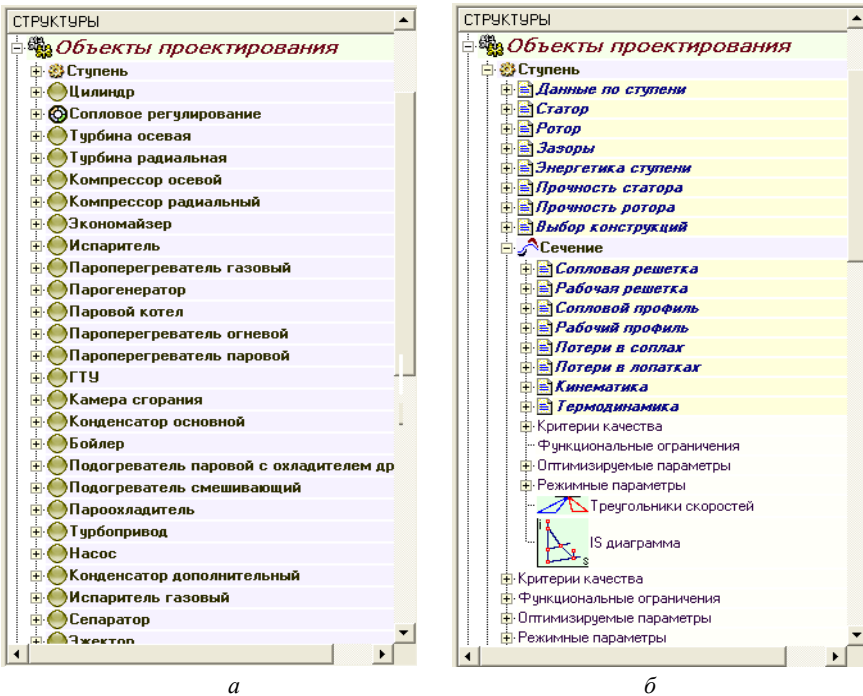 СТРУКТУРЫ
Объекты проектирования
Ступень
Цилиндр
Сопловое регулирование
Турбина осевая
Турбина радиальная
Компрессор осевой
Компрессор радиальный
Экономайзер
Испаритель
Пароперегреватель газовый
Парогенератор
Паровой котел
Пароперегреватель огневой
Пароперегреватель паровой
ГТУ
Камера сгорания
Конденсатор основной
Бойлер
Подогреватель паровой с охладителем др
Подогреватель смешивающий
Пароохладитель
Турбопривод
Насос
Конденсатор дополнительный
Испаритель газовый
Сепаратор
Эжектор
а
СТРУКТУРЫ
Объекты проектирования
Ступень
Данные по ступени
Статор
Ротор
Зазоры
Энергетика ступени
Прочность статора
Прочность ротора
Выбор конструкций
Сечение
Сопловая решетка
Рабочая решетка
Сопловой профиль
Рабочий профиль
Потери в соплах
Потери в лопатках
Кинематика
Термодинамика
Критерии качества
Функциональные ограничения
Оптимизируемые параметры
Режимные параметры
Треугольники скоростей
i
IS диаграмма
s
Критерии качества
Функциональные ограничения
Оптимизируемые параметры
Режимные параметры
б